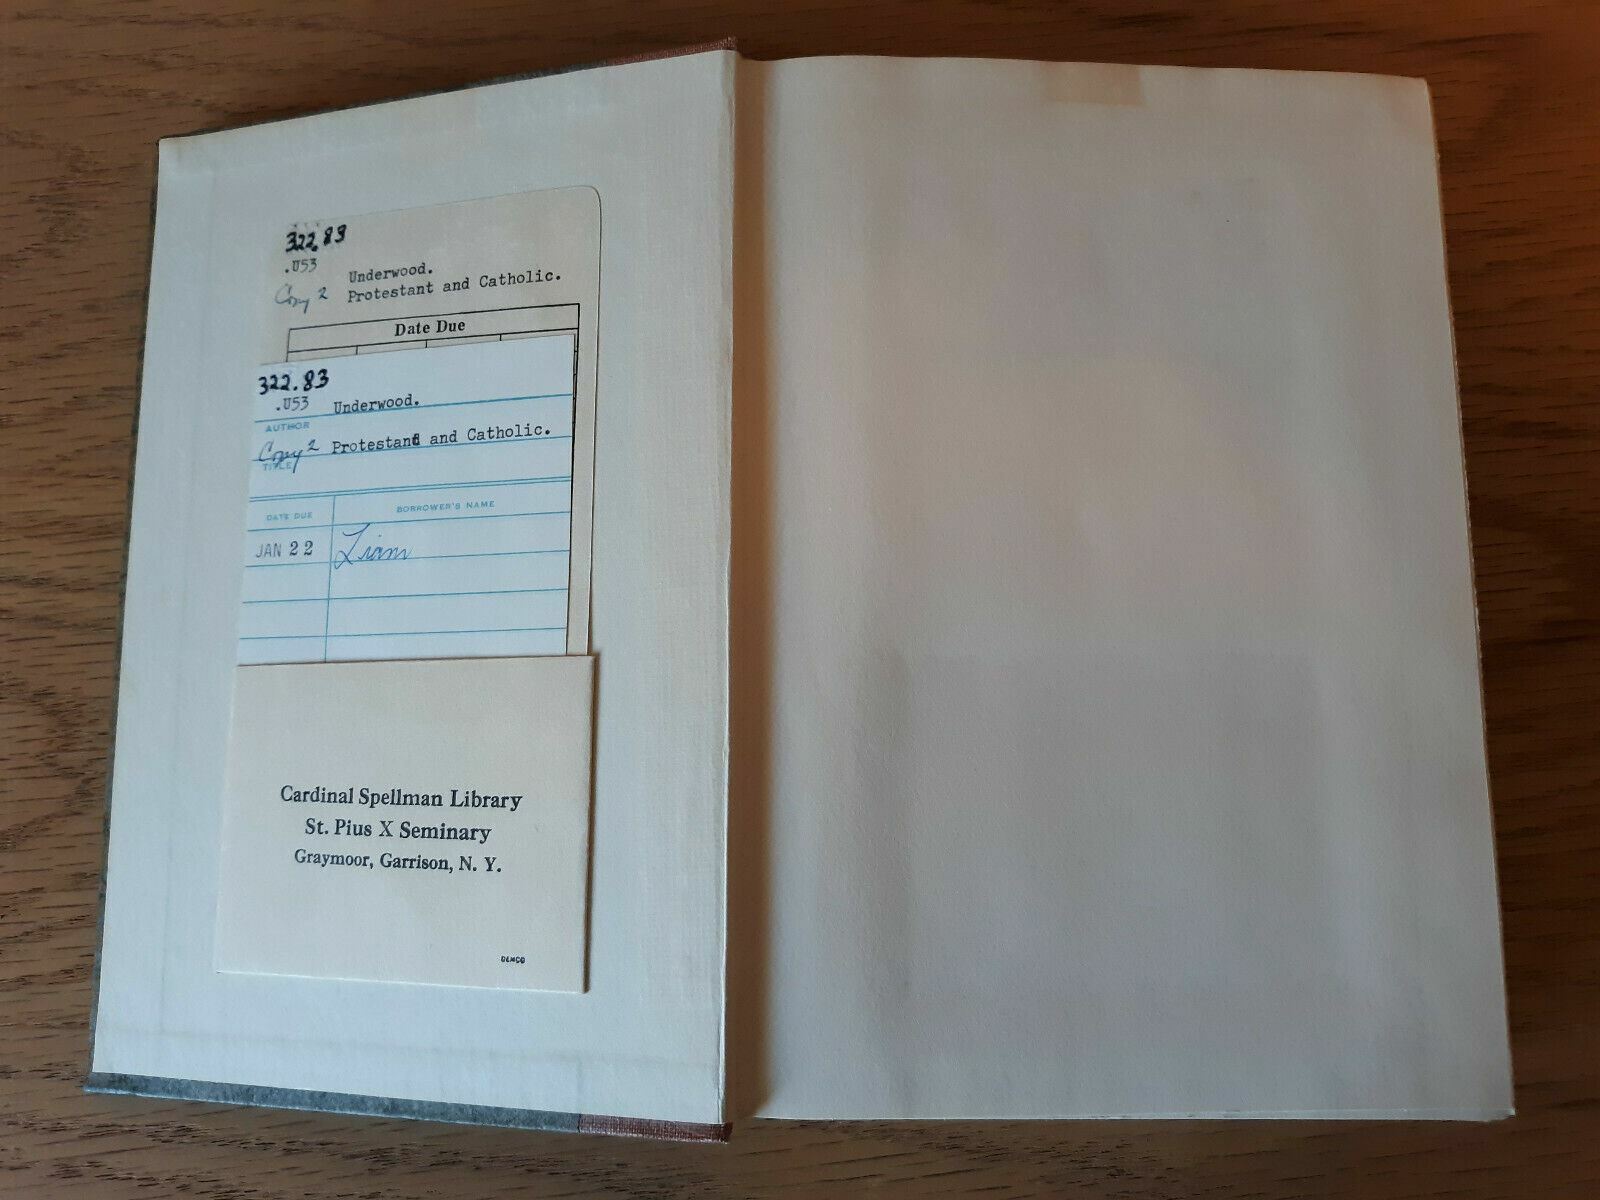 322.83
.U53 Underwood.
Copy 2 Protestant and Catholic.
Date Due
322.83
.U53 Underwood.
AUTHOR
Copy 2 Protestant and Catholic.
TITLE
DATE DUE BORROWER'S NAME
JAN 22 Liam
Cardinal Spellman Library
St. Pius X Seminary
Graymoor, Garrison, N. Y.
DEMCO